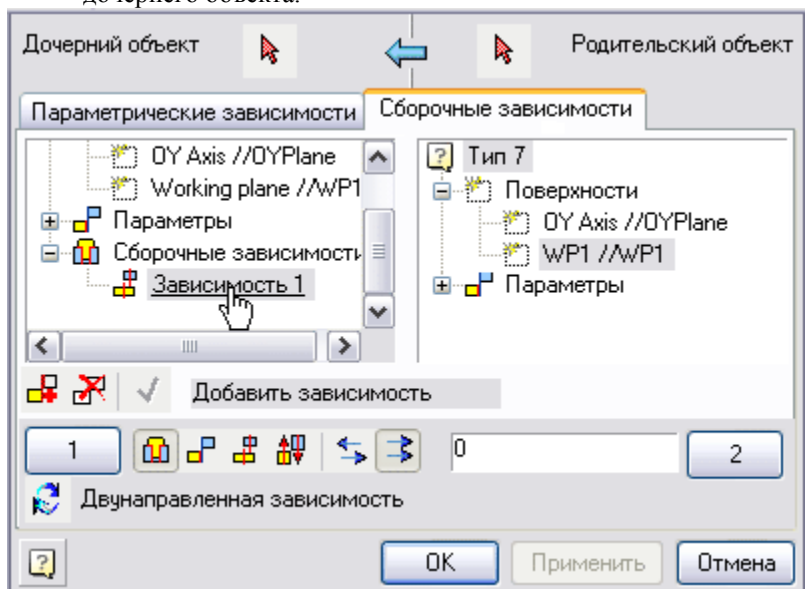 дочернего объекта.
Дочерний объект
Родительский объект
Параметрические зависимости
Сборочные зависимости
OY Axis //OYPlane
Working plane //WP1
Параметры
Сборочные зависимости
Зависимость 1
Тип 7
Поверхности
OY Axis //OYPlane
WP1 //WP1
Параметры
Добавить зависимость
1
0
2
Двунаправленная зависимость
OK
Применить
Отмена